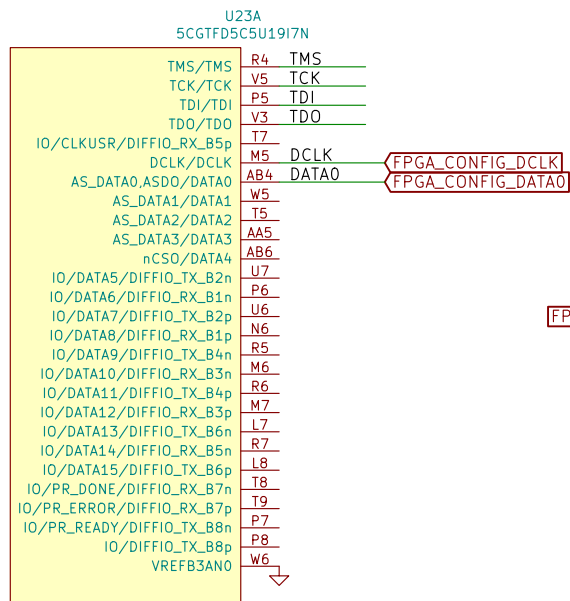 U23A
5CGTFD5C5U19I7N
TMS/TMS R4 TMS
TCK/TCK V5 TCK
TDI/TDI P5 TDI
TDO/TDO V3 TDO
IO/CLKUSR/DIFFIO_RX_B5p T7
DCLK/DCLK M5 DCLK FPGA_CONFIG_DCLK
AS_DATA0,ASDO/DATA0 AB4 DATA0 FPGA_CONFIG_DATA0
AS_DATA1/DATA1 W5
AS_DATA2/DATA2 T5
AS_DATA3/DATA3 AA5
nCSO/DATA4 AB6
IO/DATA5/DIFFIO_TX_B2n U7
IO/DATA6/DIFFIO_RX_B1n P6
IO/DATA7/DIFFIO_TX_B2p U6
FP
IO/DATA8/DIFFIO_RX_B1p N6
IO/DATA9/DIFFIO_TX_B4n R5
IO/DATA10/DIFFIO_RX_B3n M6
IO/DATA11/DIFFIO_TX_B4p R6
IO/DATA12/DIFFIO_RX_B3p M7
IO/DATA13/DIFFIO_TX_B6n L7
IO/DATA14/DIFFIO_RX_B5n R7
IO/DATA15/DIFFIO_TX_B6p L8
IO/PR_DONE/DIFFIO_RX_B7n T8
IO/PR_ERROR/DIFFIO_RX_B7p T9
IO/PR_READY/DIFFIO_TX_B8n P7
IO/DIFFIO_TX_B8p P8
VREFB3AN0 W6